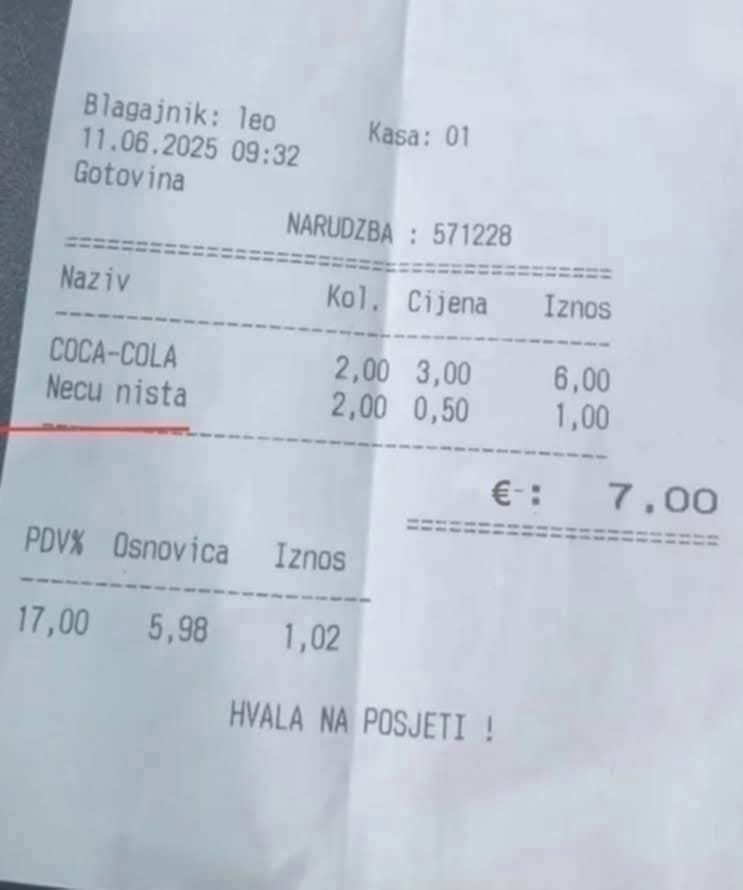 Blagajnik: leo
11.06.2025 09:32 Kasa: 01
Gotovina
NARUDZBA : 571228
Naziv Kol. Cijena Iznos
COCA-COLA 2,00 3,00 6,00
Necu nista 2,00 0,50 1,00
€: 7.00
PDV% Osnovica Iznos
17,00 5,98 1,02
HVALA NA POSJETI !